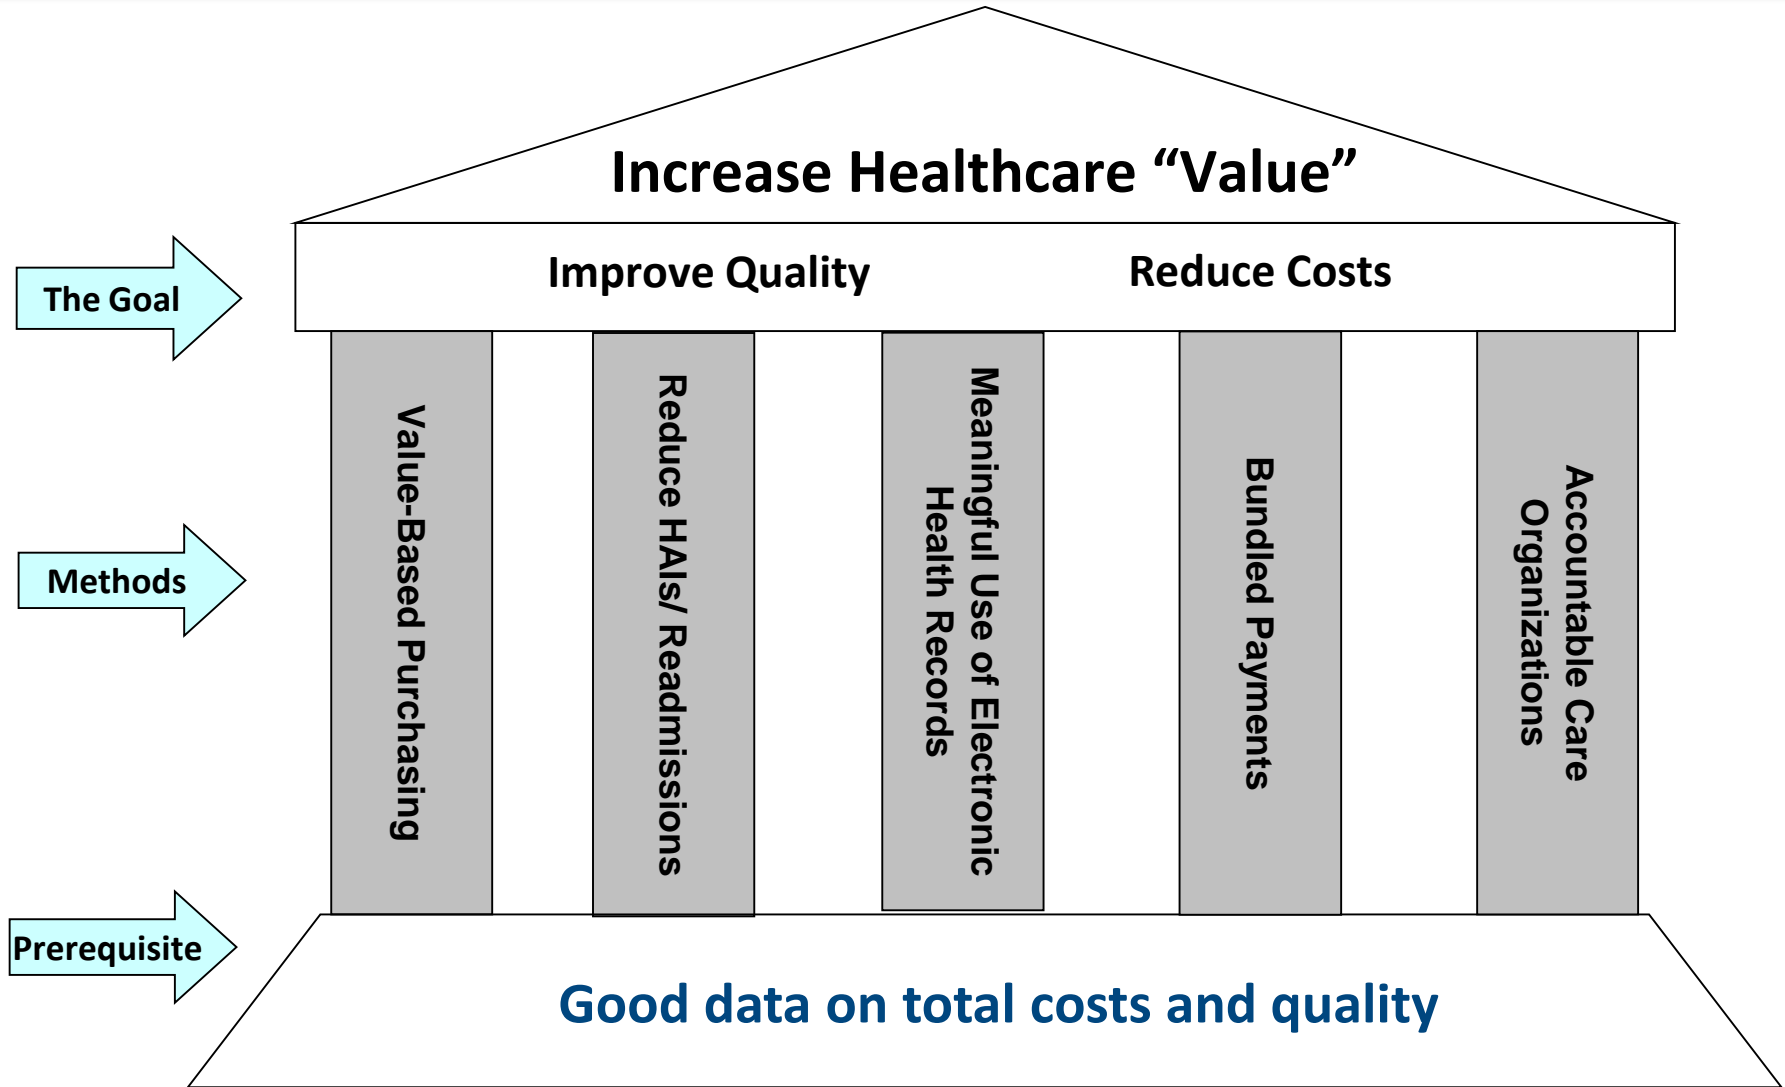 Increase Healthcare “Value”
Improve Quality
Reduce Costs
The Goal
Methods
Prerequisite
Value-Based Purchasing
Reduce HAIs/ Readmissions
Meaningful Use of Electronic
Health Records
Bundled Payments
Accountable Care
Organizations
Good data on total costs and quality